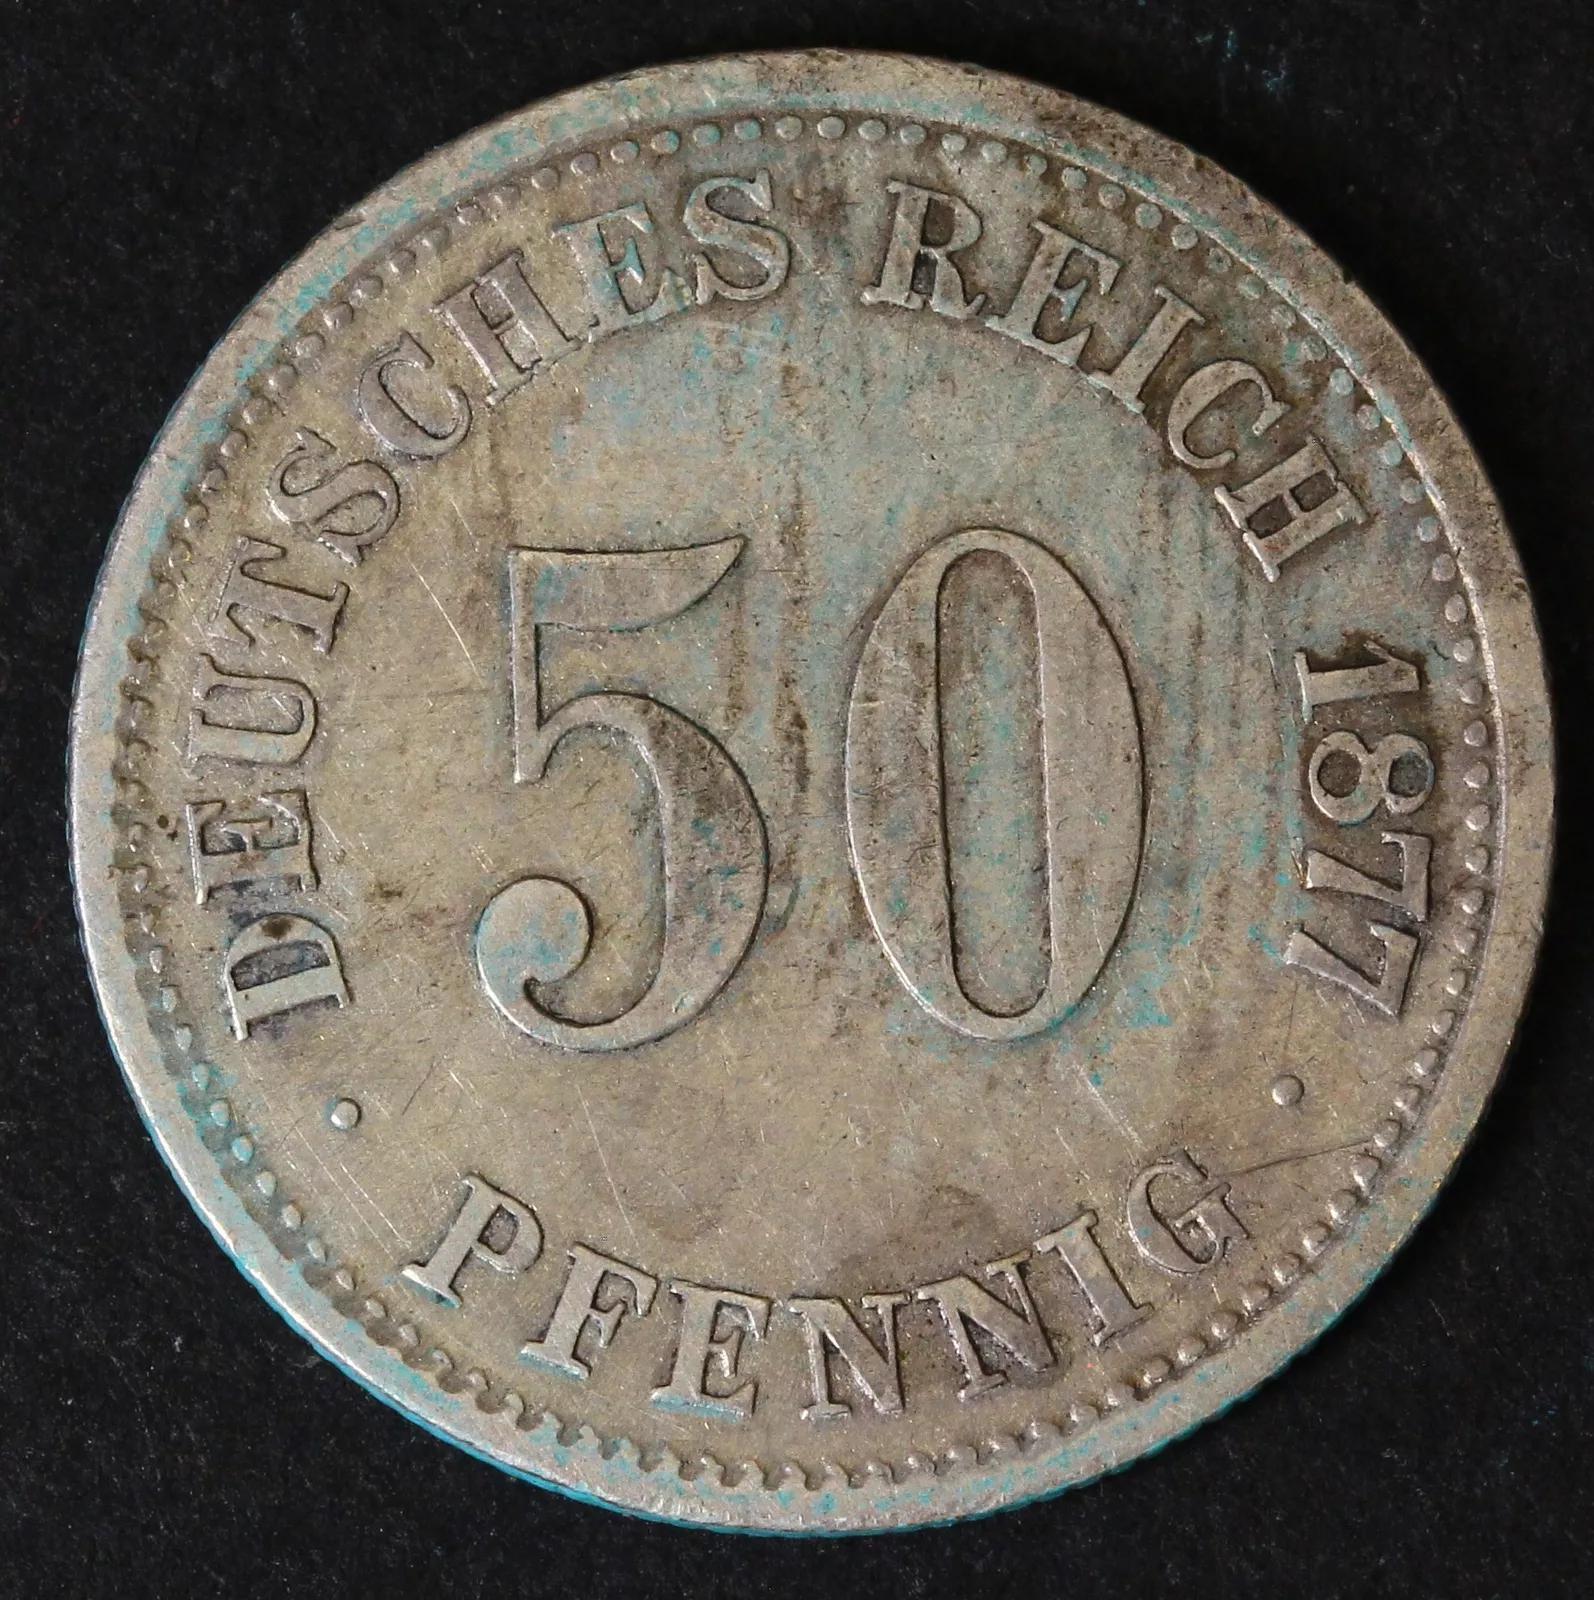 DEUTSCHES REICH 1877
50
· PFENNIG ·